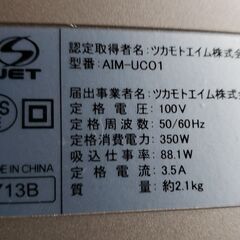 JET
認定取得者名：ツカモトエイム株式会
型番：AIM-UC01
届出事業者名：ツカモトエイム株式会
定格電圧：100V
定格周波数：50/60Hz
定格消費電力：350W
吸込仕事率：88.1W
定格電流：3.5A
質量：約2.1kg
IN CHINA
713B